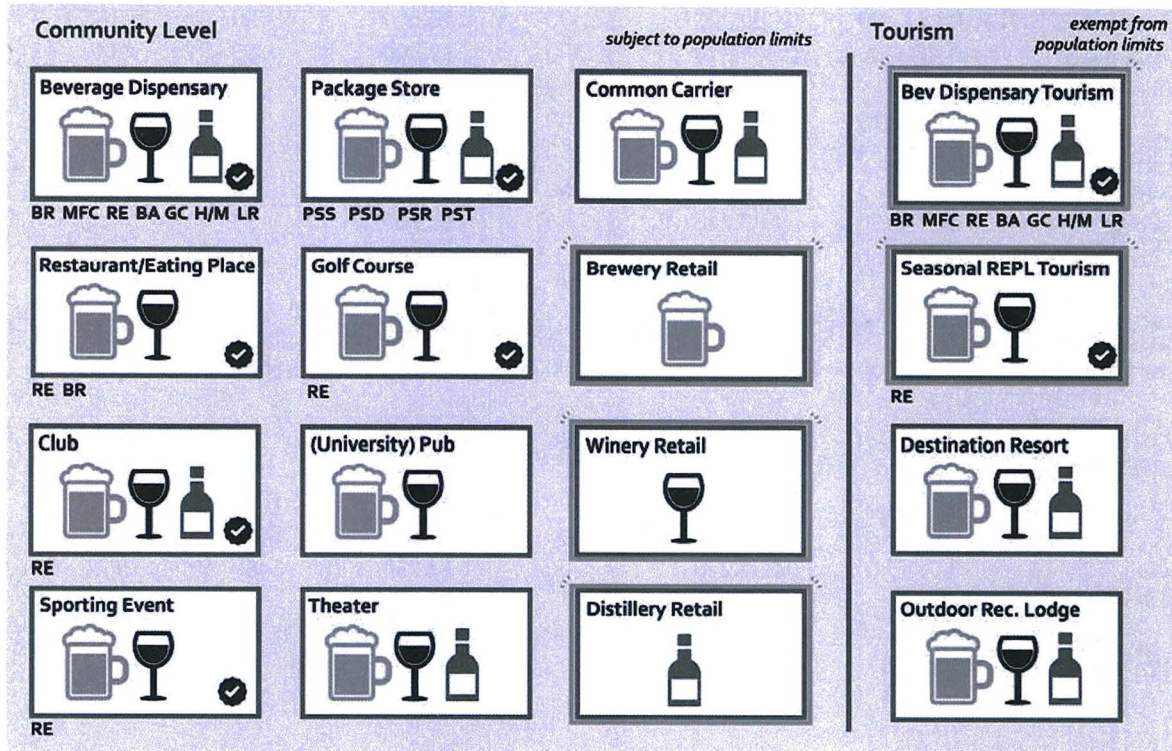 Community Level
subject to population limits
Tourism
exempt from
population limits
Beverage Dispensary
BR MFC RE BA GC H/M LR
Package Store
PSS PSD PSR PST
Common Carrier
Bev Dispensary Tourism
BR MFC RE BA GC H/M LR
Restaurant/Eating Place
RE BR
Golf Course
RE
Brewery Retail
Seasonal REPL Tourism
RE
Club
RE
(University) Pub
Winery Retail
Destination Resort
Sporting Event
RE
Theater
Distillery Retail
Outdoor Rec. Lodge